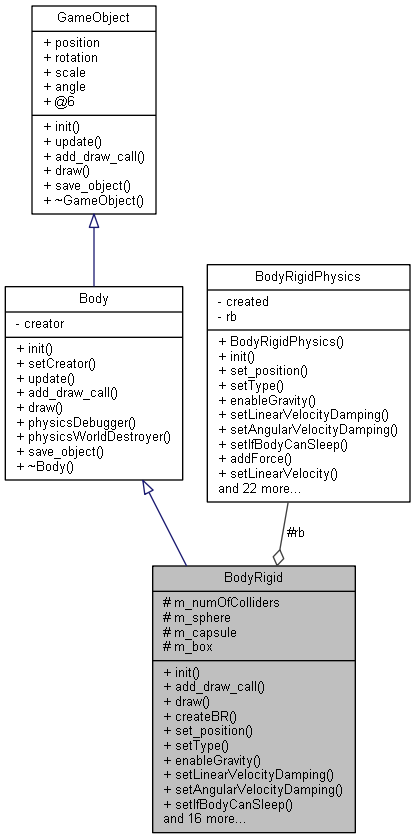 GameObject
+ position
+ rotation
+ scale
+ angle
+ @6
+ init()
+ update()
+ add_draw_call()
+ draw()
+ save_object()
+ ~GameObject()
Body
- creator
+ init()
+ setCreator()
+ update()
+ add_draw_call()
+ draw()
+ physicsDebugger()
+ physicsWorldDestroyer()
+ save_object()
+ ~Body()
BodyRigidPhysics
- created
- rb
+ BodyRigidPhysics()
+ init()
+ set_position()
+ setType()
+ enableGravity()
+ setLinearVelocityDamping()
+ setAngularVelocityDamping()
+ setIfBodyCanSleep()
+ addForce()
+ setLinearVelocity()
and 22 more...
#rb
BodyRigid
# m_numOfColliders
# m_sphere
# m_capsule
# m_box
+ init()
+ add_draw_call()
+ draw()
+ createBR()
+ set_position()
+ setType()
+ enableGravity()
+ setLinearVelocityDamping()
+ setAngularVelocityDamping()
+ setIfBodyCanSleep()
and 16 more...